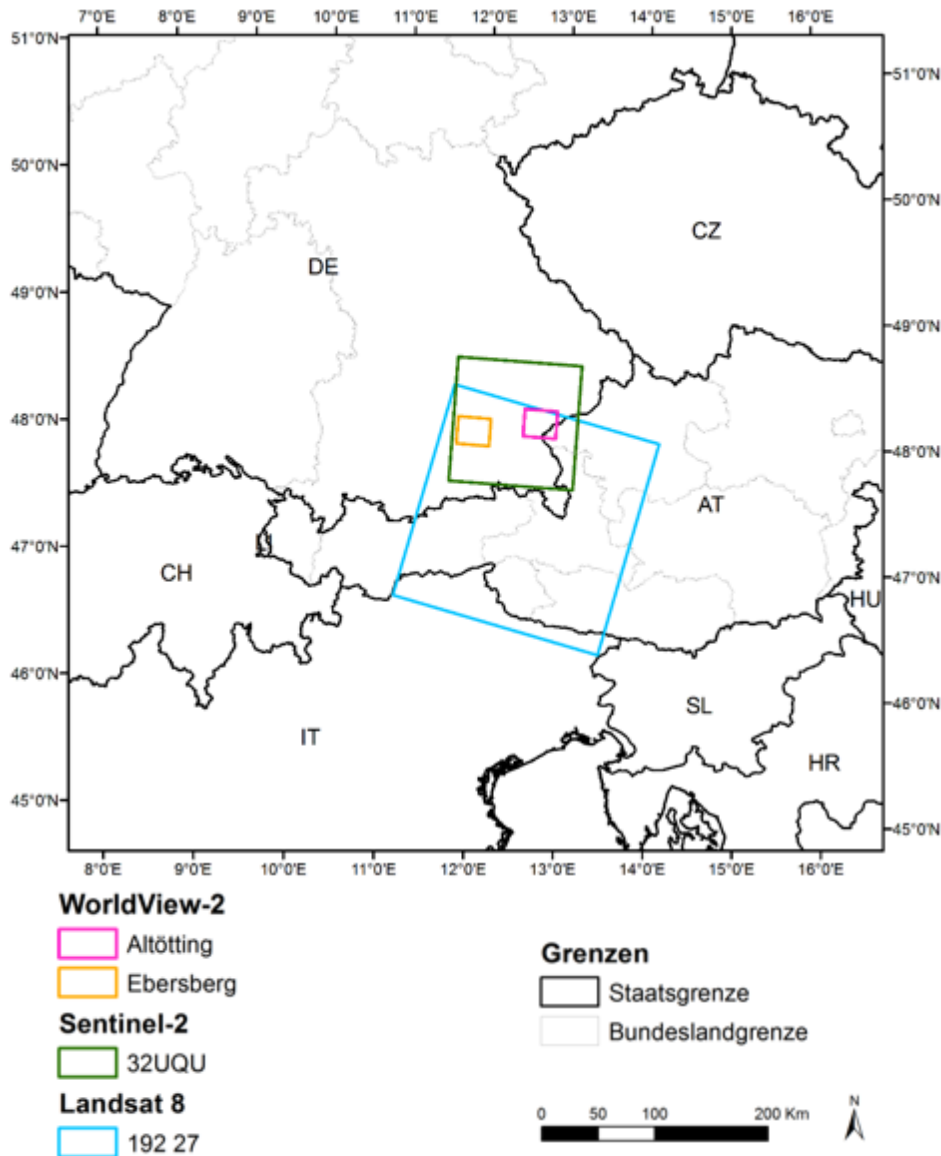 7°0'E 8°0'E 9°0'E 10°0'E 11°0'E 12°0'E 13°0'E 14°0'E 15°0'E 16°0'E
51°0'N
51°0'N
50°0'N
50°0'N
CZ
DE
49°0'N
49°0'N
48°0'N
48°0'N
AT
47°0'N
CH
47°0'N
HU
46°0'N
SL
46°0'N
IT
HR
45°0'N
45°0'N
8°0'E 9°0'E 10°0'E 11°0'E 12°0'E 13°0'E 14°0'E 15°0'E 16°0'E
WorldView-2
Altötting
Ebersberg
Sentinel-2
32UQU
Landsat 8
192 27
Grenzen
Staatsgrenze
Bundeslandgrenze
0 50 100 200 Km
N